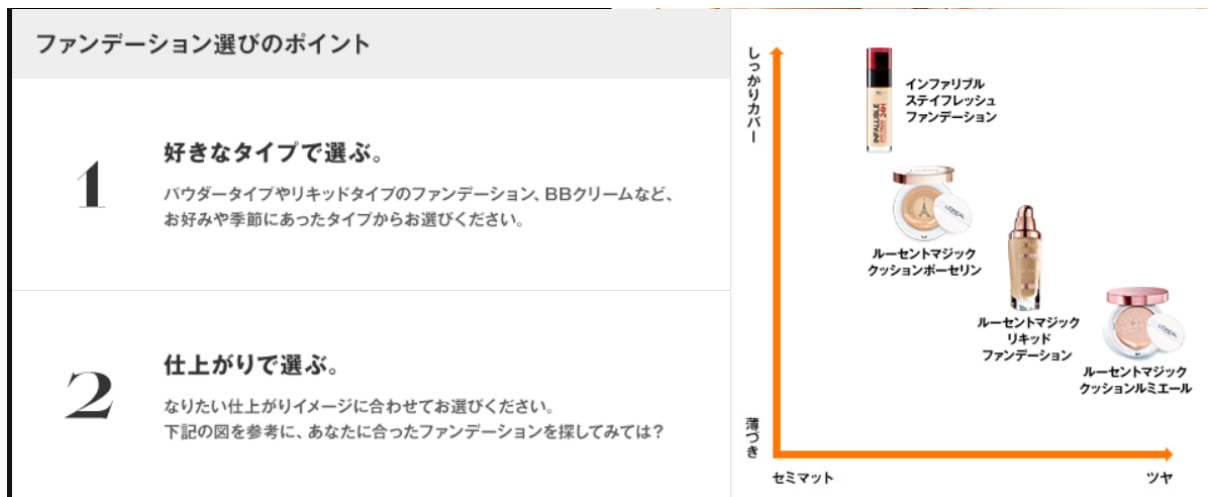 ファンデーション選びのポイント
1
好きなタイプで選ぶ。
パウダータイプやリキッドタイプのファンデーション、BBクリームなど、
お好みや季節にあったタイプからお選びください。
2
仕上がりで選ぶ。
なりたい仕上がりイメージに合わせてお選びください。
下記の図を参考に、あなたに合ったファンデーションを探してみては？
しっかりカバー
INFALLIBLE
24H
インファリブル
ステイフレッシュ
ファンデーション
L'ORÉAL
ルーセントマジック
クッションポーセリン
ルーセントマジック
リキッド
ファンデーション
L'ORÉAL
ルーセントマジック
クッションルミエール
薄づき
セミマット
ツヤ